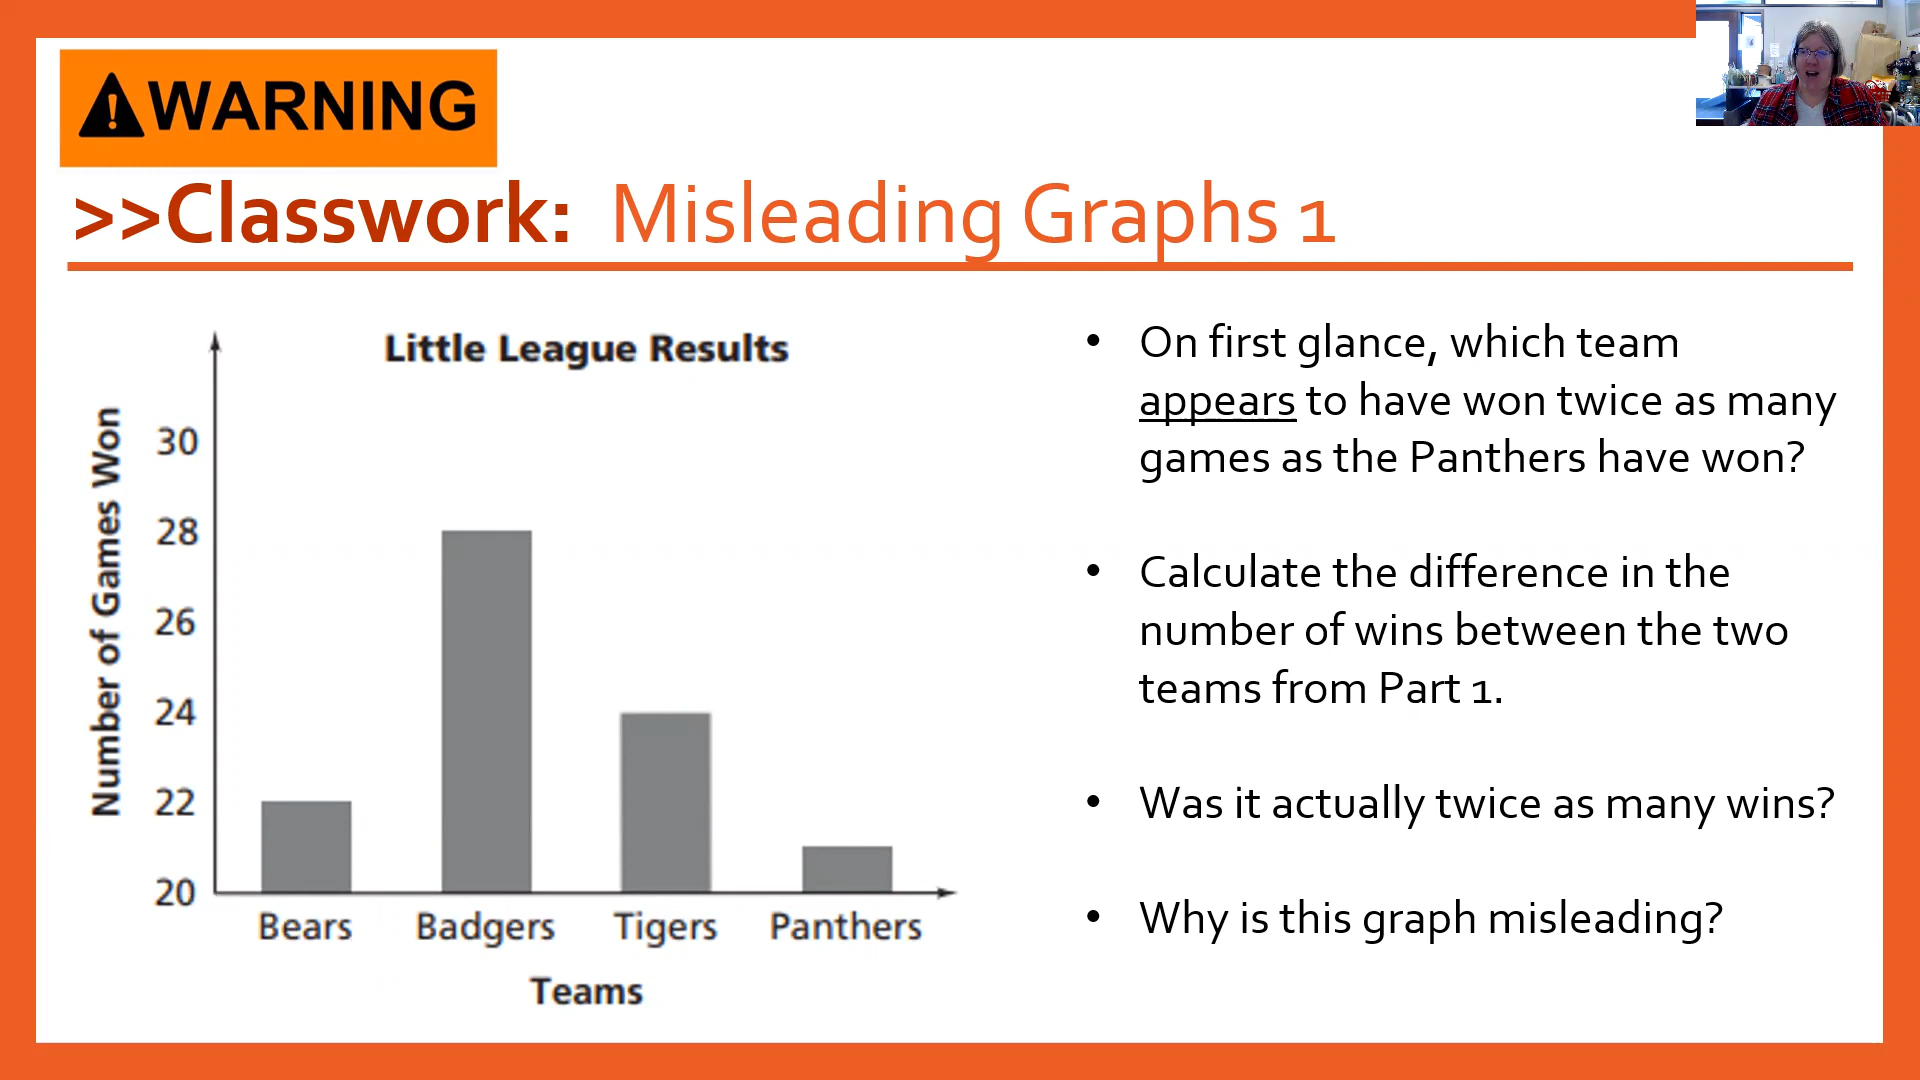 WARNING
>>Classwork: Misleading Graphs 1
Little League Results
Number of Games Won
30
28
26
24
22
20
Bears Badgers Tigers Panthers
Teams
• On first glance, which team
appears to have won twice as many
games as the Panthers have won?
• Calculate the difference in the
number of wins between the two
teams from Part 1.
• Was it actually twice as many wins?
• Why is this graph misleading?